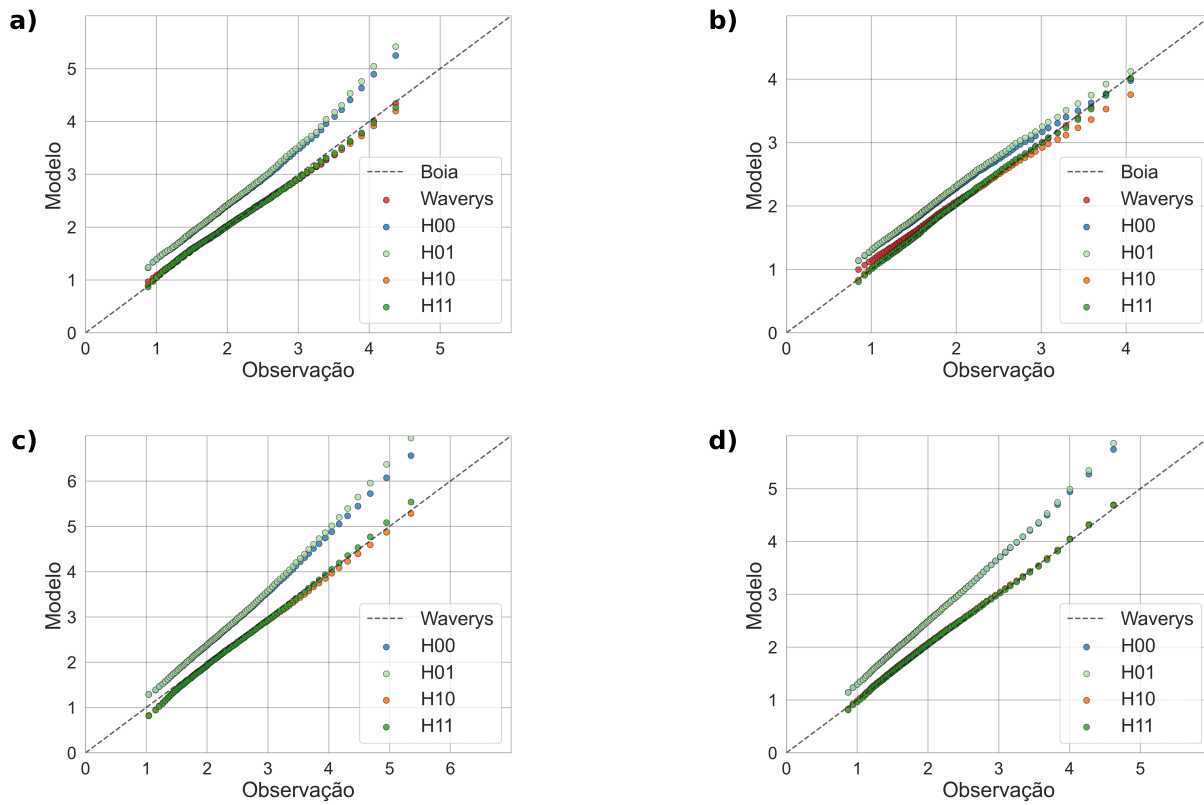 a)
5
4
3
2
1
0
Modelo
0 1 2 3 4 5
Observação
Boia
Waverys
H00
H01
H10
H11
b)
4
3
2
1
0
Modelo
0 1 2 3 4
Observação
Boia
Waverys
H00
H01
H10
H11
c)
6
5
4
3
2
1
0
Modelo
0 1 2 3 4 5 6
Observação
Waverys
H00
H01
H10
H11
d)
5
4
3
2
1
0
Modelo
0 1 2 3 4 5
Observação
Waverys
H00
H01
H10
H11